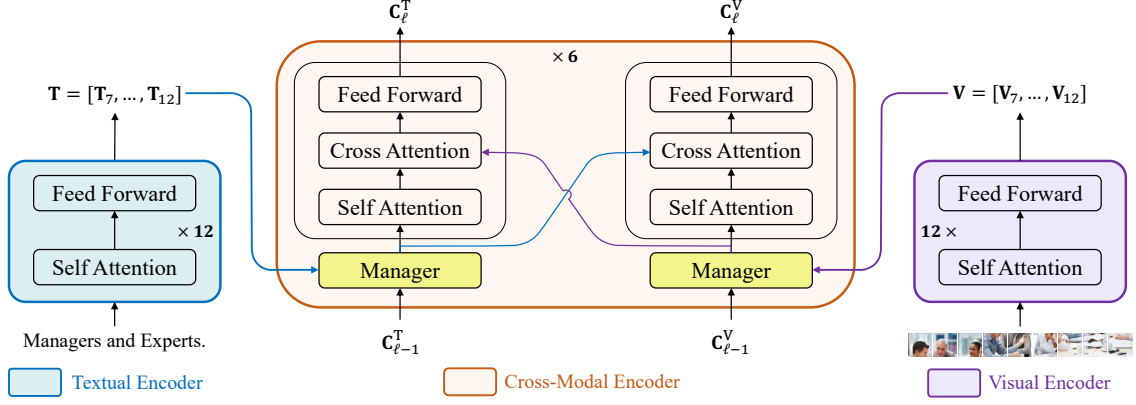 C_ℓ^T
C_ℓ^V
× 6
T = [T_7, … , T_12]
V = [V_7, … , V_12]
Feed Forward
Cross Attention
Self Attention
Feed Forward
Cross Attention
Self Attention
Feed Forward
× 12
Self Attention
Feed Forward
12 ×
Self Attention
Manager
Manager
Managers and Experts.
C_{ℓ−1}^T
C_{ℓ−1}^V
Textual Encoder
Cross-Modal Encoder
Visual Encoder